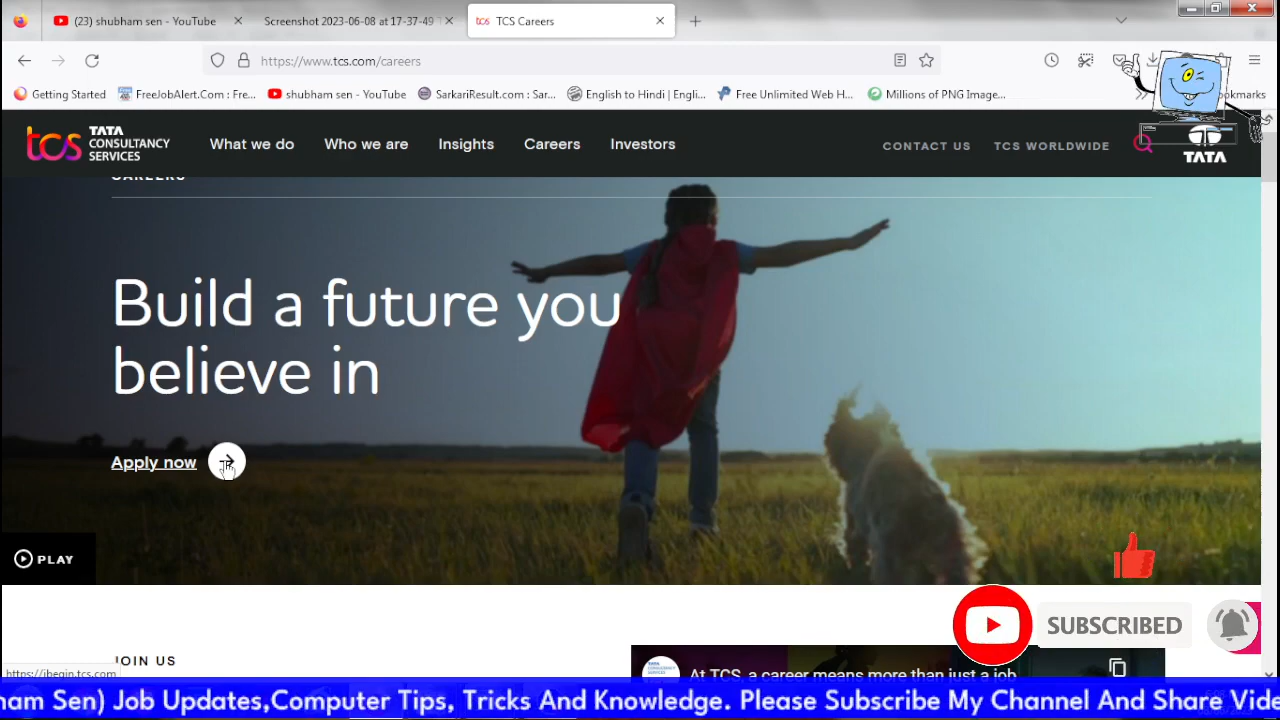 (23) shubham sen - YouTube
Screenshot 2023-06-08 at 17-37-49
tcs TCS Careers
https://www.tcs.com/careers
Getting Started
FreeJobAlert.Com : Fre...
shubham sen - YouTube
SarkariResult.com : Sar...
English to Hindi | Engli...
Free Unlimited Web H...
Millions of PNG Image...
okmarks
tcs TATA
CONSULTANCY
SERVICES
What we do
Who we are
Insights
Careers
Investors
CONTACT US
TCS WORLDWIDE
TATA
CAREERS
Build a future you
believe in
Apply now
PLAY
SUBSCRIBED
JOIN US
At TCS, a career means more than just a job
https://ibegin.tcs.com
ham Sen) Job Updates,Computer Tips, Tricks And Knowledge. Please Subscribe My Channel And Share Vide